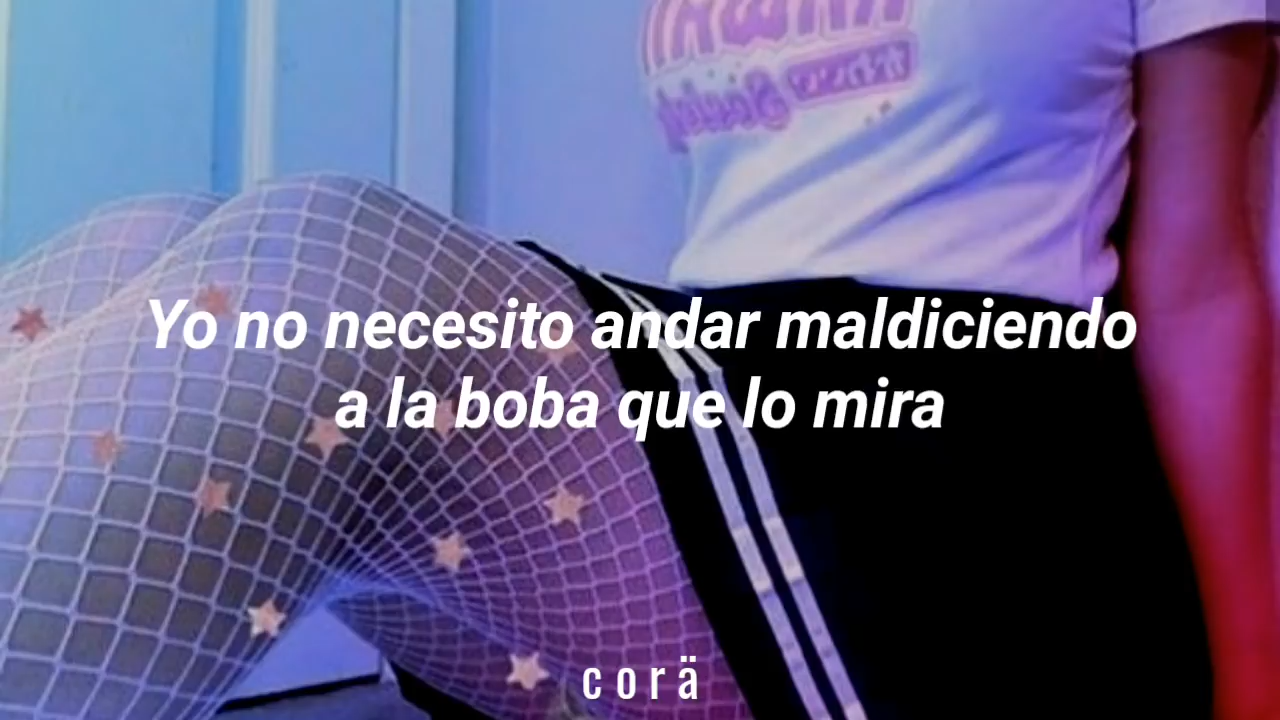 Yo no necesito andar maldiciendo
a la boba que lo mira
corä